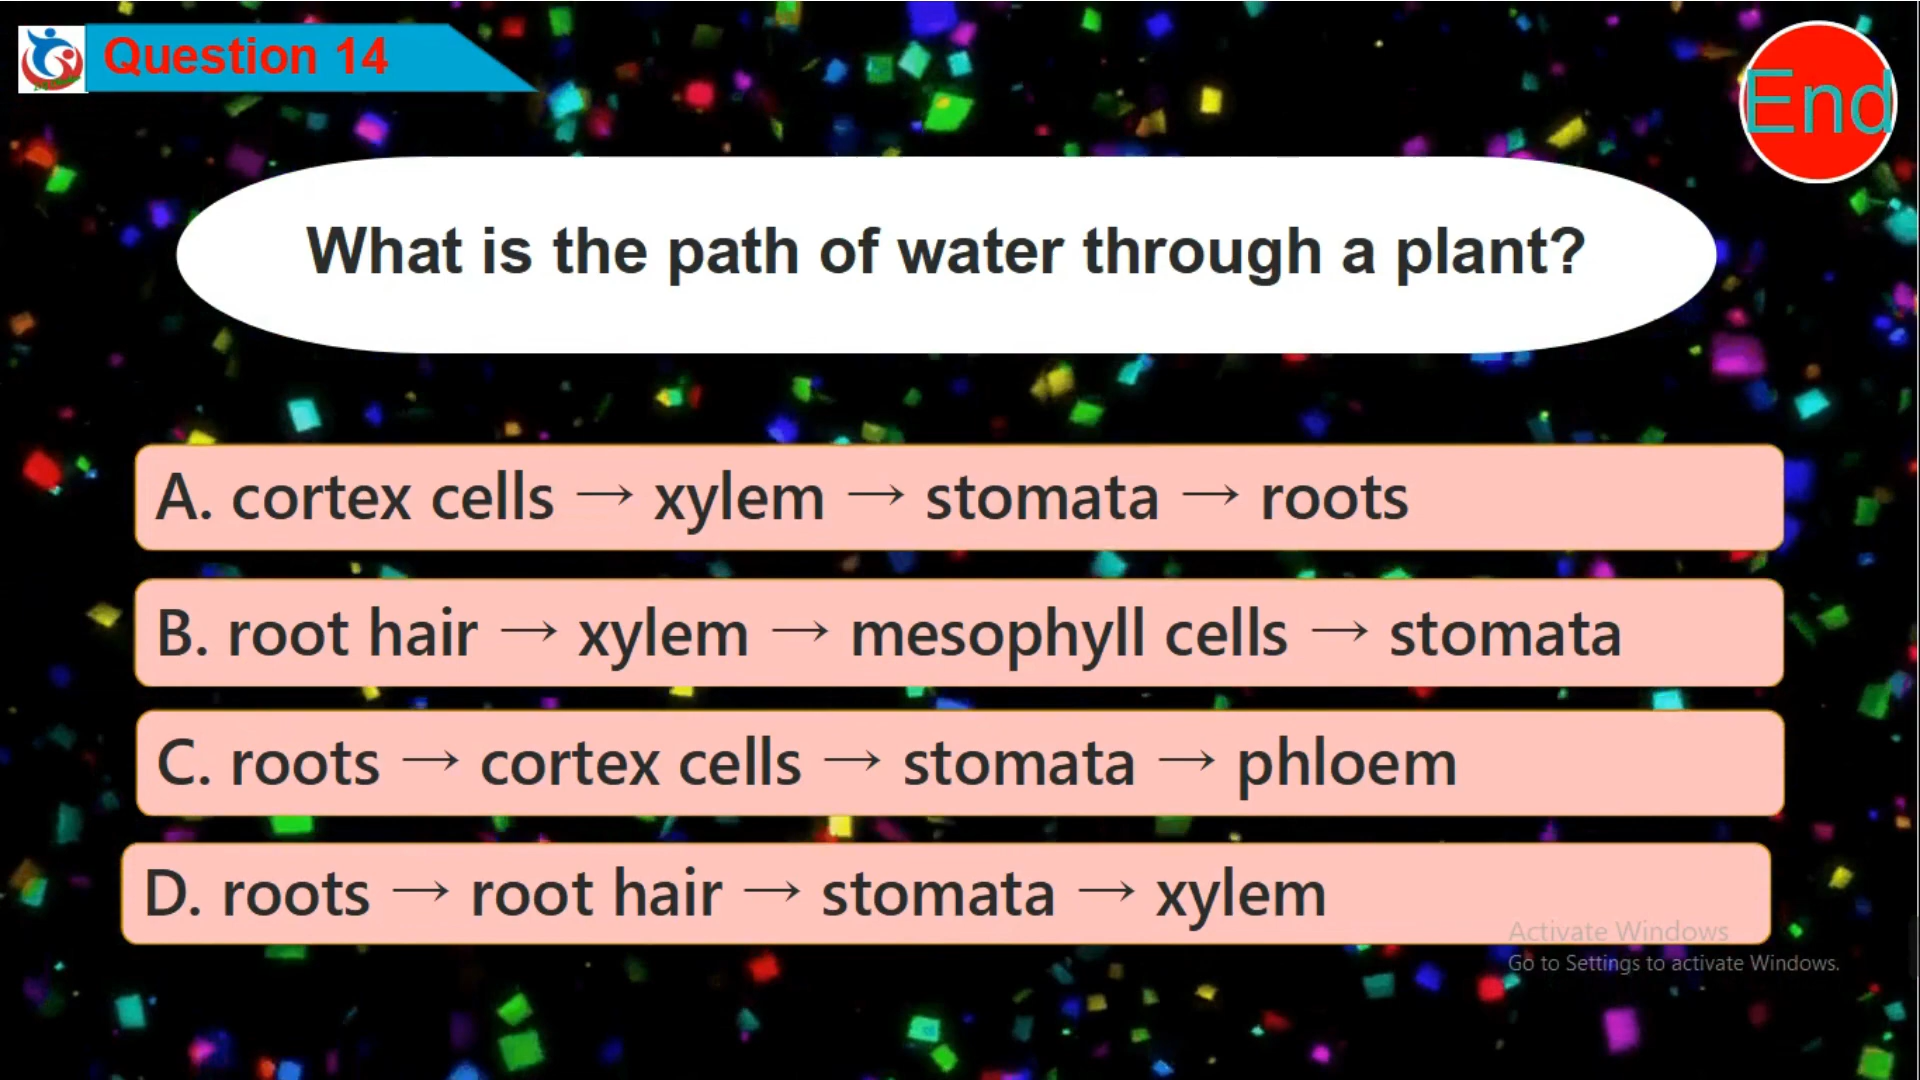 Question 14
End
What is the path of water through a plant?
A. cortex cells → xylem → stomata → roots
B. root hair → xylem → mesophyll cells → stomata
C. roots → cortex cells → stomata → phloem
D. roots → root hair → stomata → xylem
Activate Windows
Go to Settings to activate Windows.